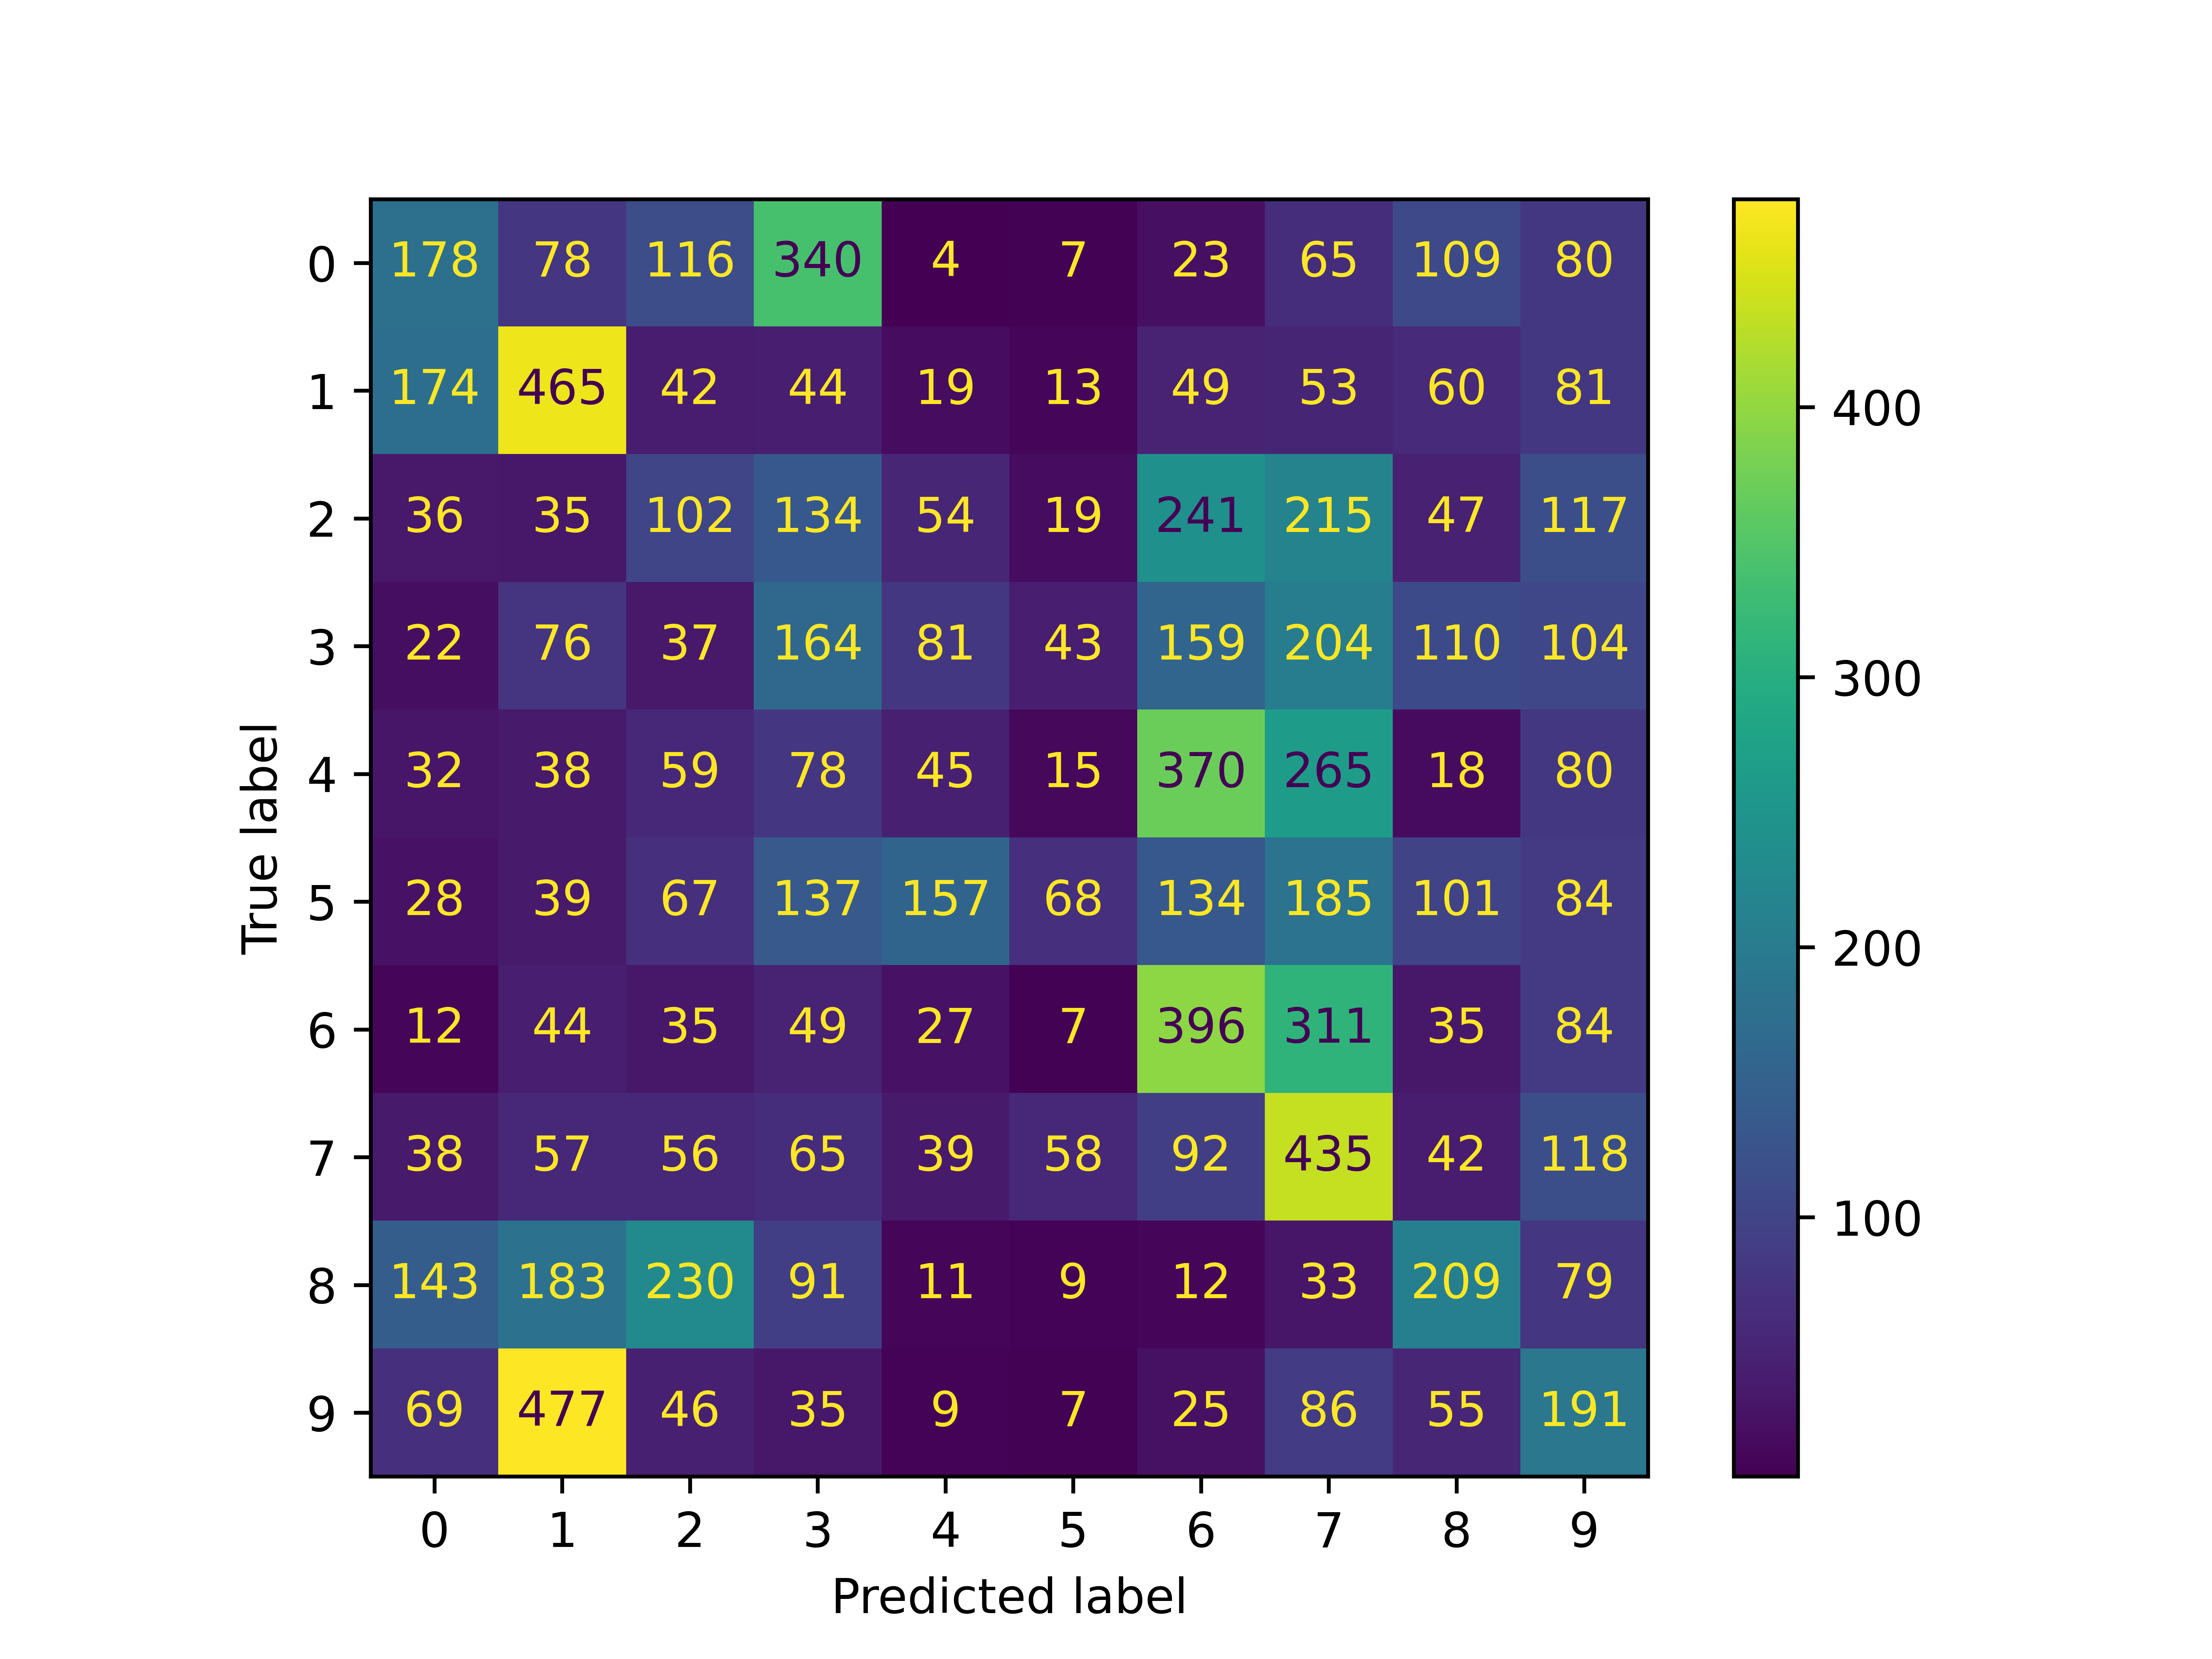 0 178 78 116 340 4 7 23 65 109 80
1 174 465 42 44 19 13 49 53 60 81
2 36 35 102 134 54 19 241 215 47 117
3 22 76 37 164 81 43 159 204 110 104
4 32 38 59 78 45 15 370 265 18 80
5 28 39 67 137 157 68 134 185 101 84
6 12 44 35 49 27 7 396 311 35 84
7 38 57 56 65 39 58 92 435 42 118
8 143 183 230 91 11 9 12 33 209 79
9 69 477 46 35 9 7 25 86 55 191
0 1 2 3 4 5 6 7 8 9
Predicted label
True label
400
300
200
100